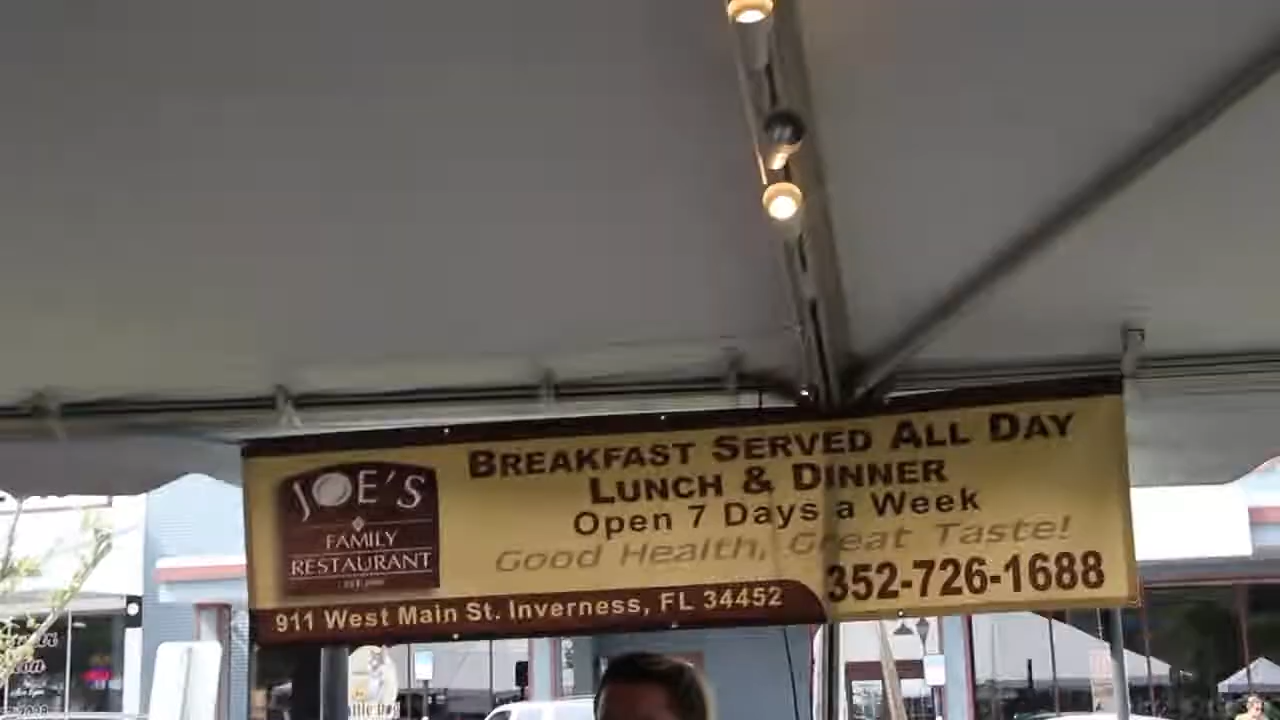 JOE'S
FAMILY
RESTAURANT
BREAKFAST SERVED ALL DAY
LUNCH & DINNER
Open 7 Days a Week
Good Health, Great Taste!
352-726-1688
911 West Main St. Inverness, FL 34452